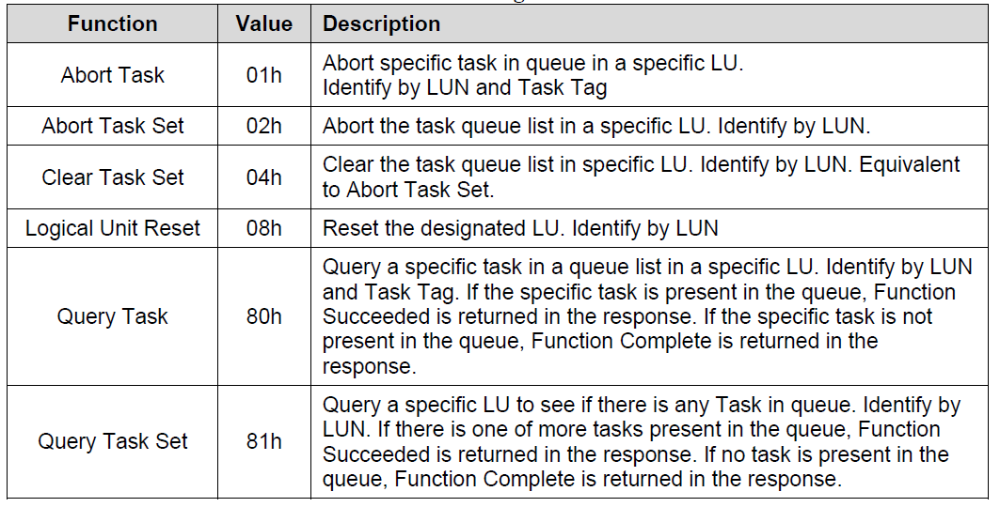 Function Value Description
Abort Task 01h Abort specific task in queue in a specific LU.
Identify by LUN and Task Tag
Abort Task Set 02h Abort the task queue list in a specific LU. Identify by LUN.
Clear Task Set 04h Clear the task queue list in specific LU. Identify by LUN. Equivalent
to Abort Task Set.
Logical Unit Reset 08h Reset the designated LU. Identify by LUN
Query Task 80h Query a specific task in a queue list in a specific LU. Identify by LUN
and Task Tag. If the specific task is present in the queue, Function
Succeeded is returned in the response. If the specific task is not
present in the queue, Function Complete is returned in the
response.
Query Task Set 81h Query a specific LU to see if there is any Task in queue. Identify by
LUN. If there is one of more tasks present in the queue, Function
Succeeded is returned in the response. If no task is present in the
queue, Function Complete is returned in the response.